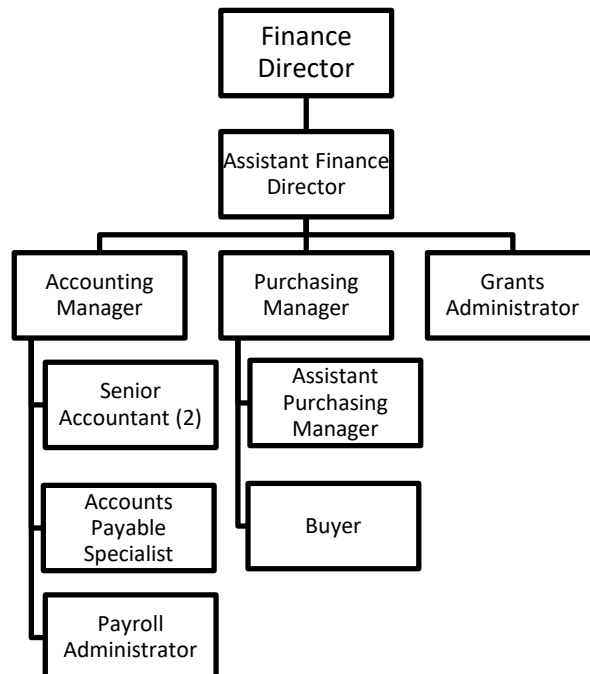 Finance
Director
Assistant Finance
Director
Accounting
Manager
Purchasing
Manager
Grants
Administrator
Senior
Accountant (2)
Assistant
Purchasing
Manager
Accounts
Payable
Specialist
Buyer
Payroll
Administrator